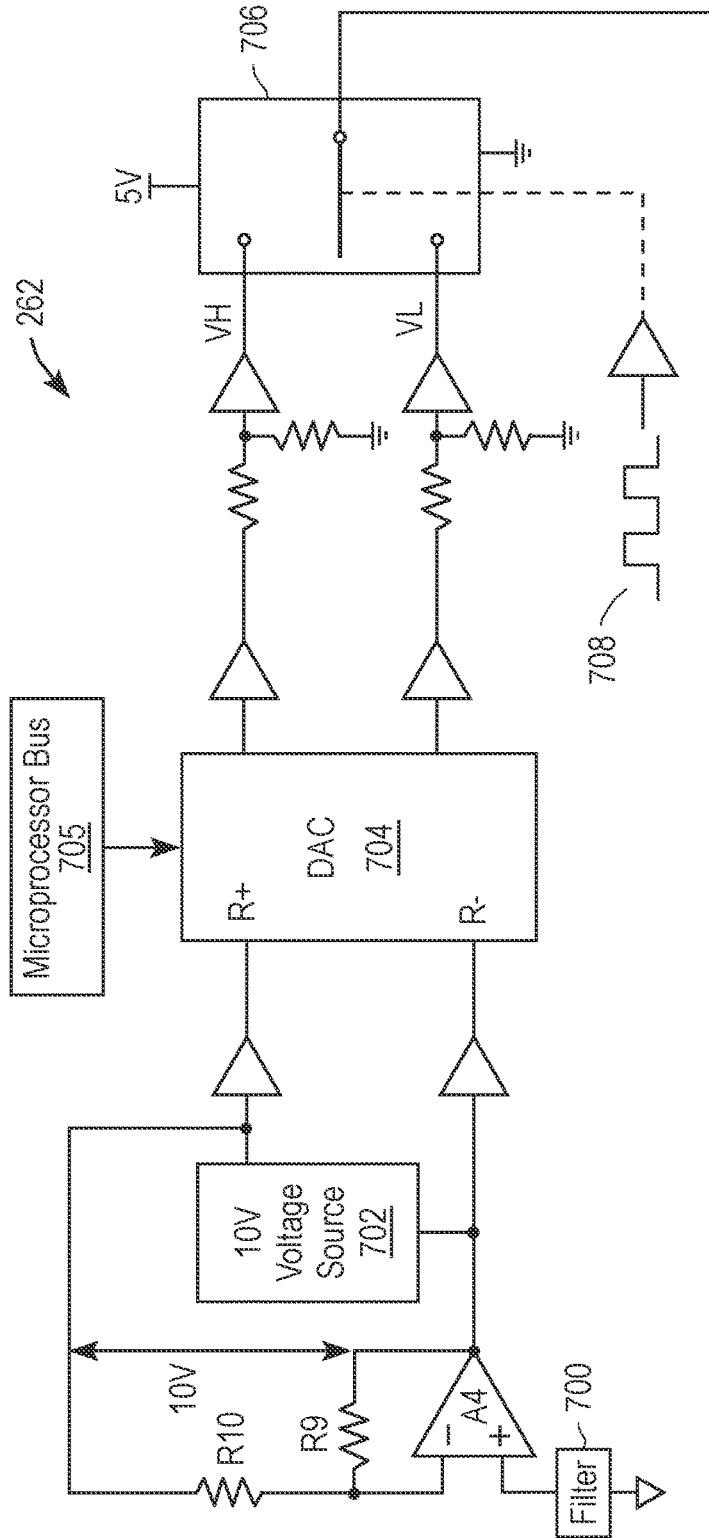 262
Microprocessor Bus
705
5V
706
VH
VL
R+
DAC
704
R-
10V
Voltage
Source
702
10V
R10
R9
−
A4
+
Filter
700
708